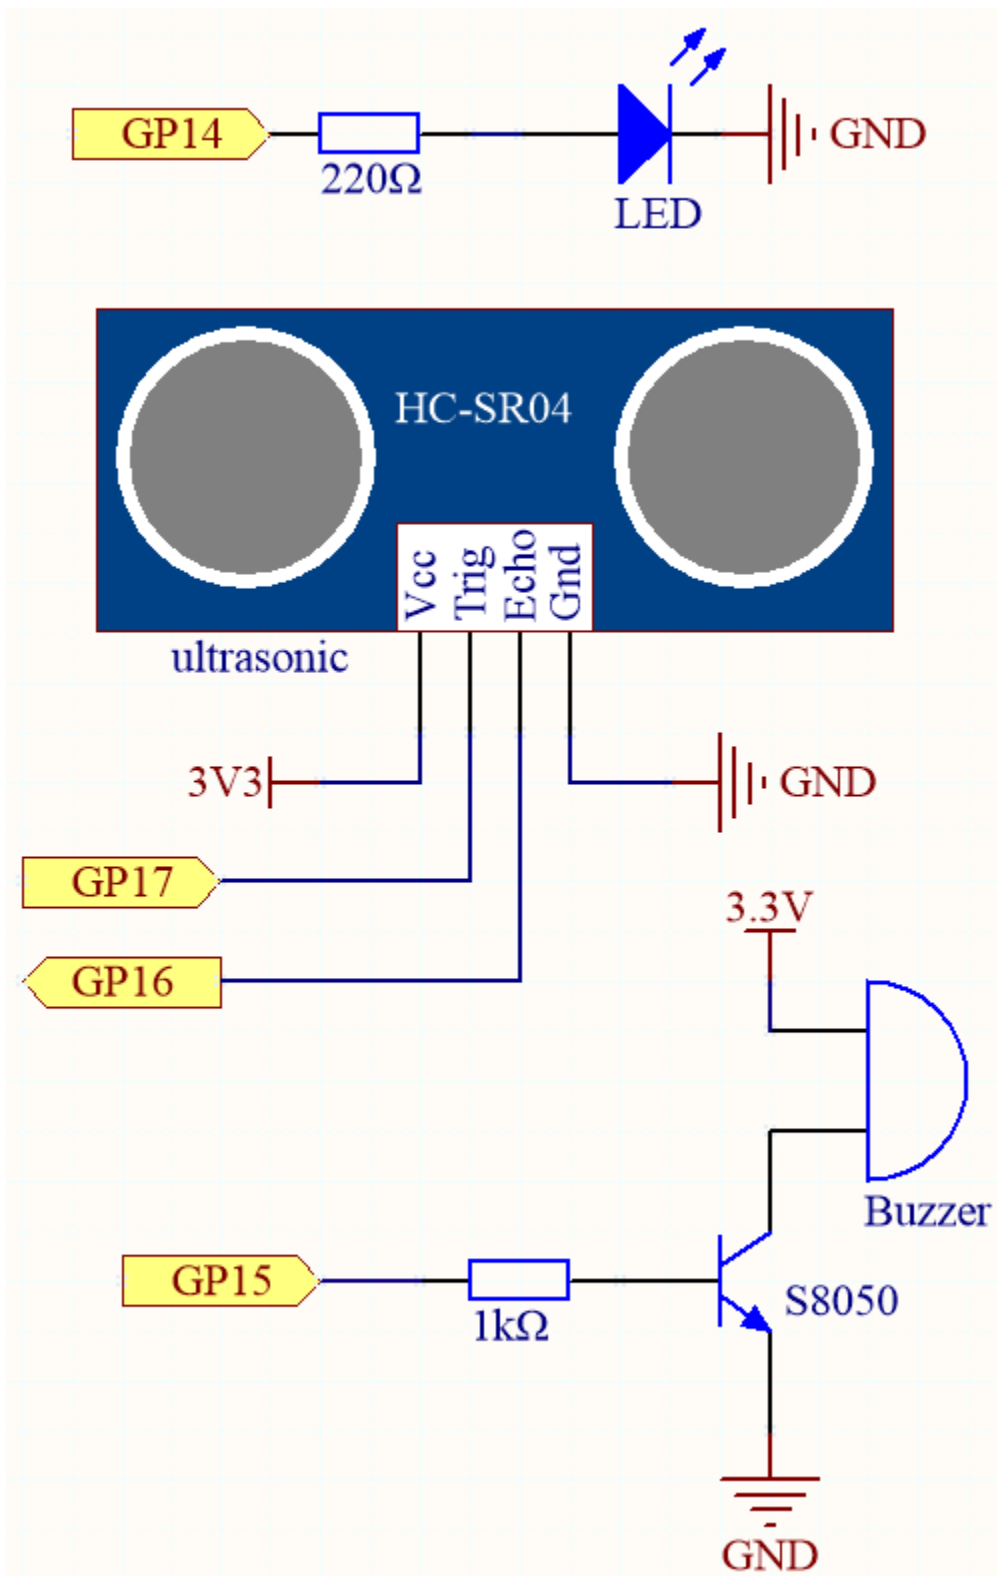 GP14
220Ω
LED
GND
HC-SR04
Vcc
Trig
Echo
Gnd
ultrasonic
3V3
GND
GP17
3.3V
GP16
Buzzer
GP15
1kΩ
S8050
GND